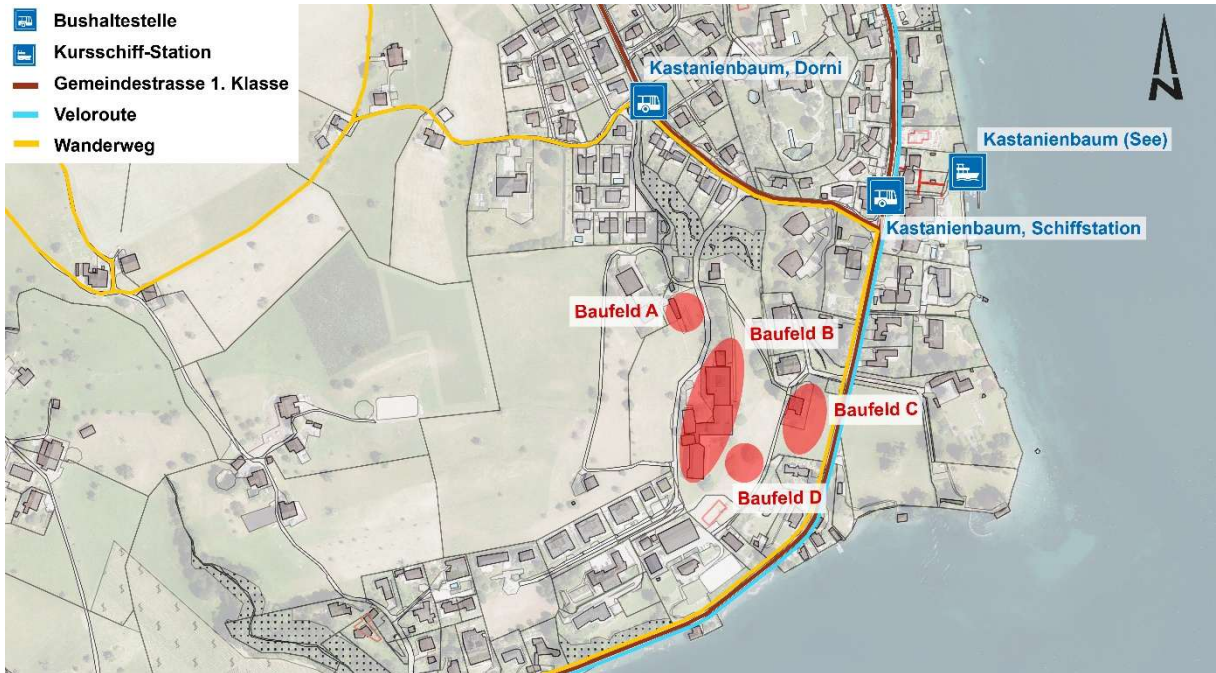 Bushaltestelle
Kursschiff-Station
Gemeindestrasse 1. Klasse
Veloroute
Wanderweg
Kastanienbaum, Dorni
N
Kastanienbaum (See)
Kastanienbaum, Schiffstation
Baufeld A
Baufeld B
Baufeld C
Baufeld D